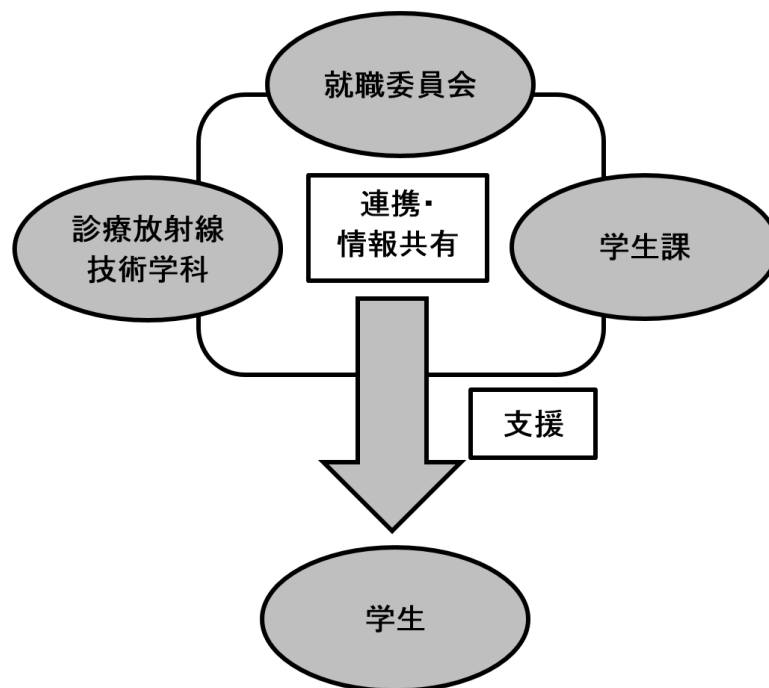 就職委員会
診療放射線
技術学科
連携・
情報共有
学生課
支援
学生